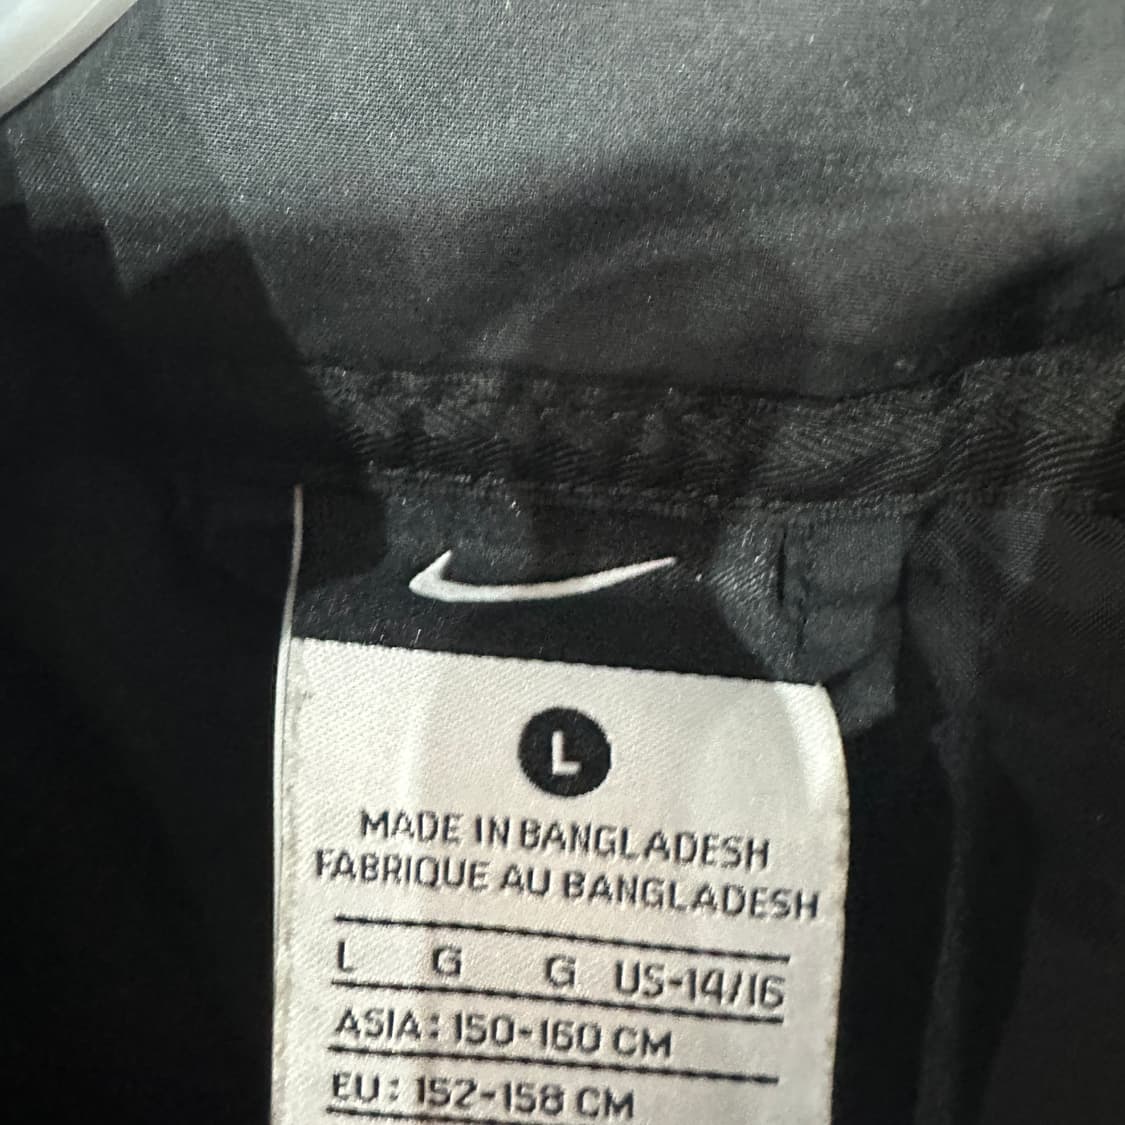 L
MADE IN BANGLADESH
FABRIQUE AU BANGLADESH
L G G US-14/16
ASIA: 150-160 CM
EU: 152-158 CM